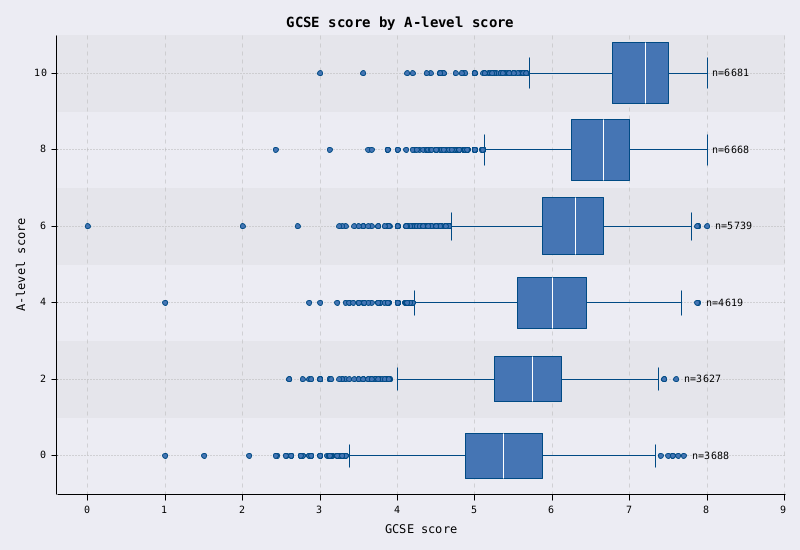 GCSE score by A-level score
10
n=6681
8
n=6668
6
n=5739
4
n=4619
2
n=3627
0
n=3688
A-level score
0 1 2 3 4 5 6 7 8 9
GCSE score